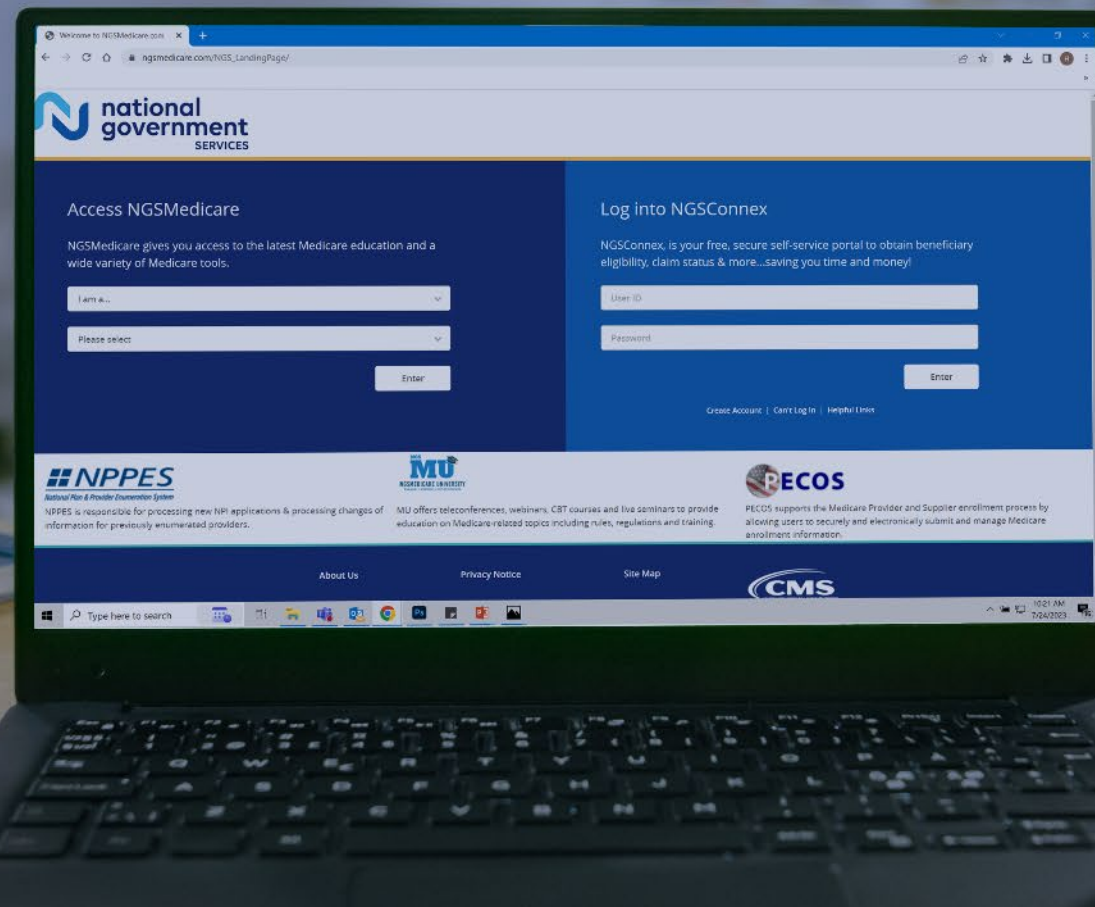 Welcome to NGSMedicare.com
ngsmedicare.com/NGS_LandingPage/
national
government
SERVICES
Access NGSMedicare
NGSMedicare gives you access to the latest Medicare education and a
wide variety of Medicare tools.
I am a...
Please select
Enter
Log into NGSConnex
NGSConnex, is your free, secure self-service portal to obtain beneficiary
eligibility, claim status & more...saving you time and money!
User ID
Password
Enter
Create Account | Can't Log In | Helpful Links
NPPES
National Plan & Provider Enumeration System
NPPES is responsible for processing new NPI applications & processing changes of
information for previously enumerated providers.
MU
NGSMEDICARE UNIVERSITY
MU offers teleconferences, webinars, CBT courses and live seminars to provide
education on Medicare-related topics including rules, regulations and training.
PECOS
PECOS supports the Medicare Provider and Supplier enrollment process by
allowing users to securely and electronically submit and manage Medicare
enrollment information.
About Us
Privacy Notice
Site Map
CMS
Type here to search
Ps
10:21 AM
7/24/2023